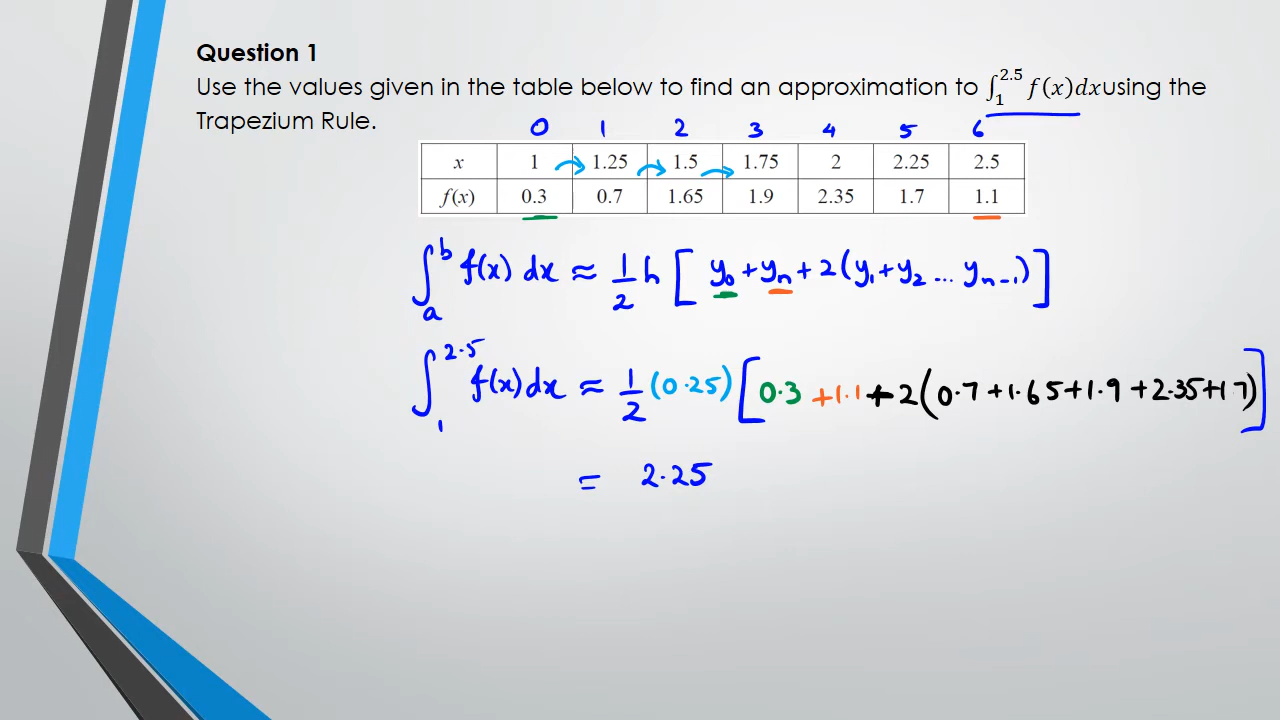 Question 1
Use the values given in the table below to find an approximation to ∫₁^2.5 f(x)dx using the
Trapezium Rule.
0 1 2 3 4 5 6
x 1 1.25 1.5 1.75 2 2.25 2.5
f(x) 0.3 0.7 1.65 1.9 2.35 1.7 1.1
∫ₐ^b f(x) dx ≈ 1/2 h [ y₀ + yₙ + 2(y₁ + y₂ ... yₙ₋₁) ]
∫₁^2.5 f(x) dx ≈ 1/2 (0.25) [ 0.3 + 1.1 + 2(0.7 + 1.65 + 1.9 + 2.35 + 1.7) ]
= 2.25